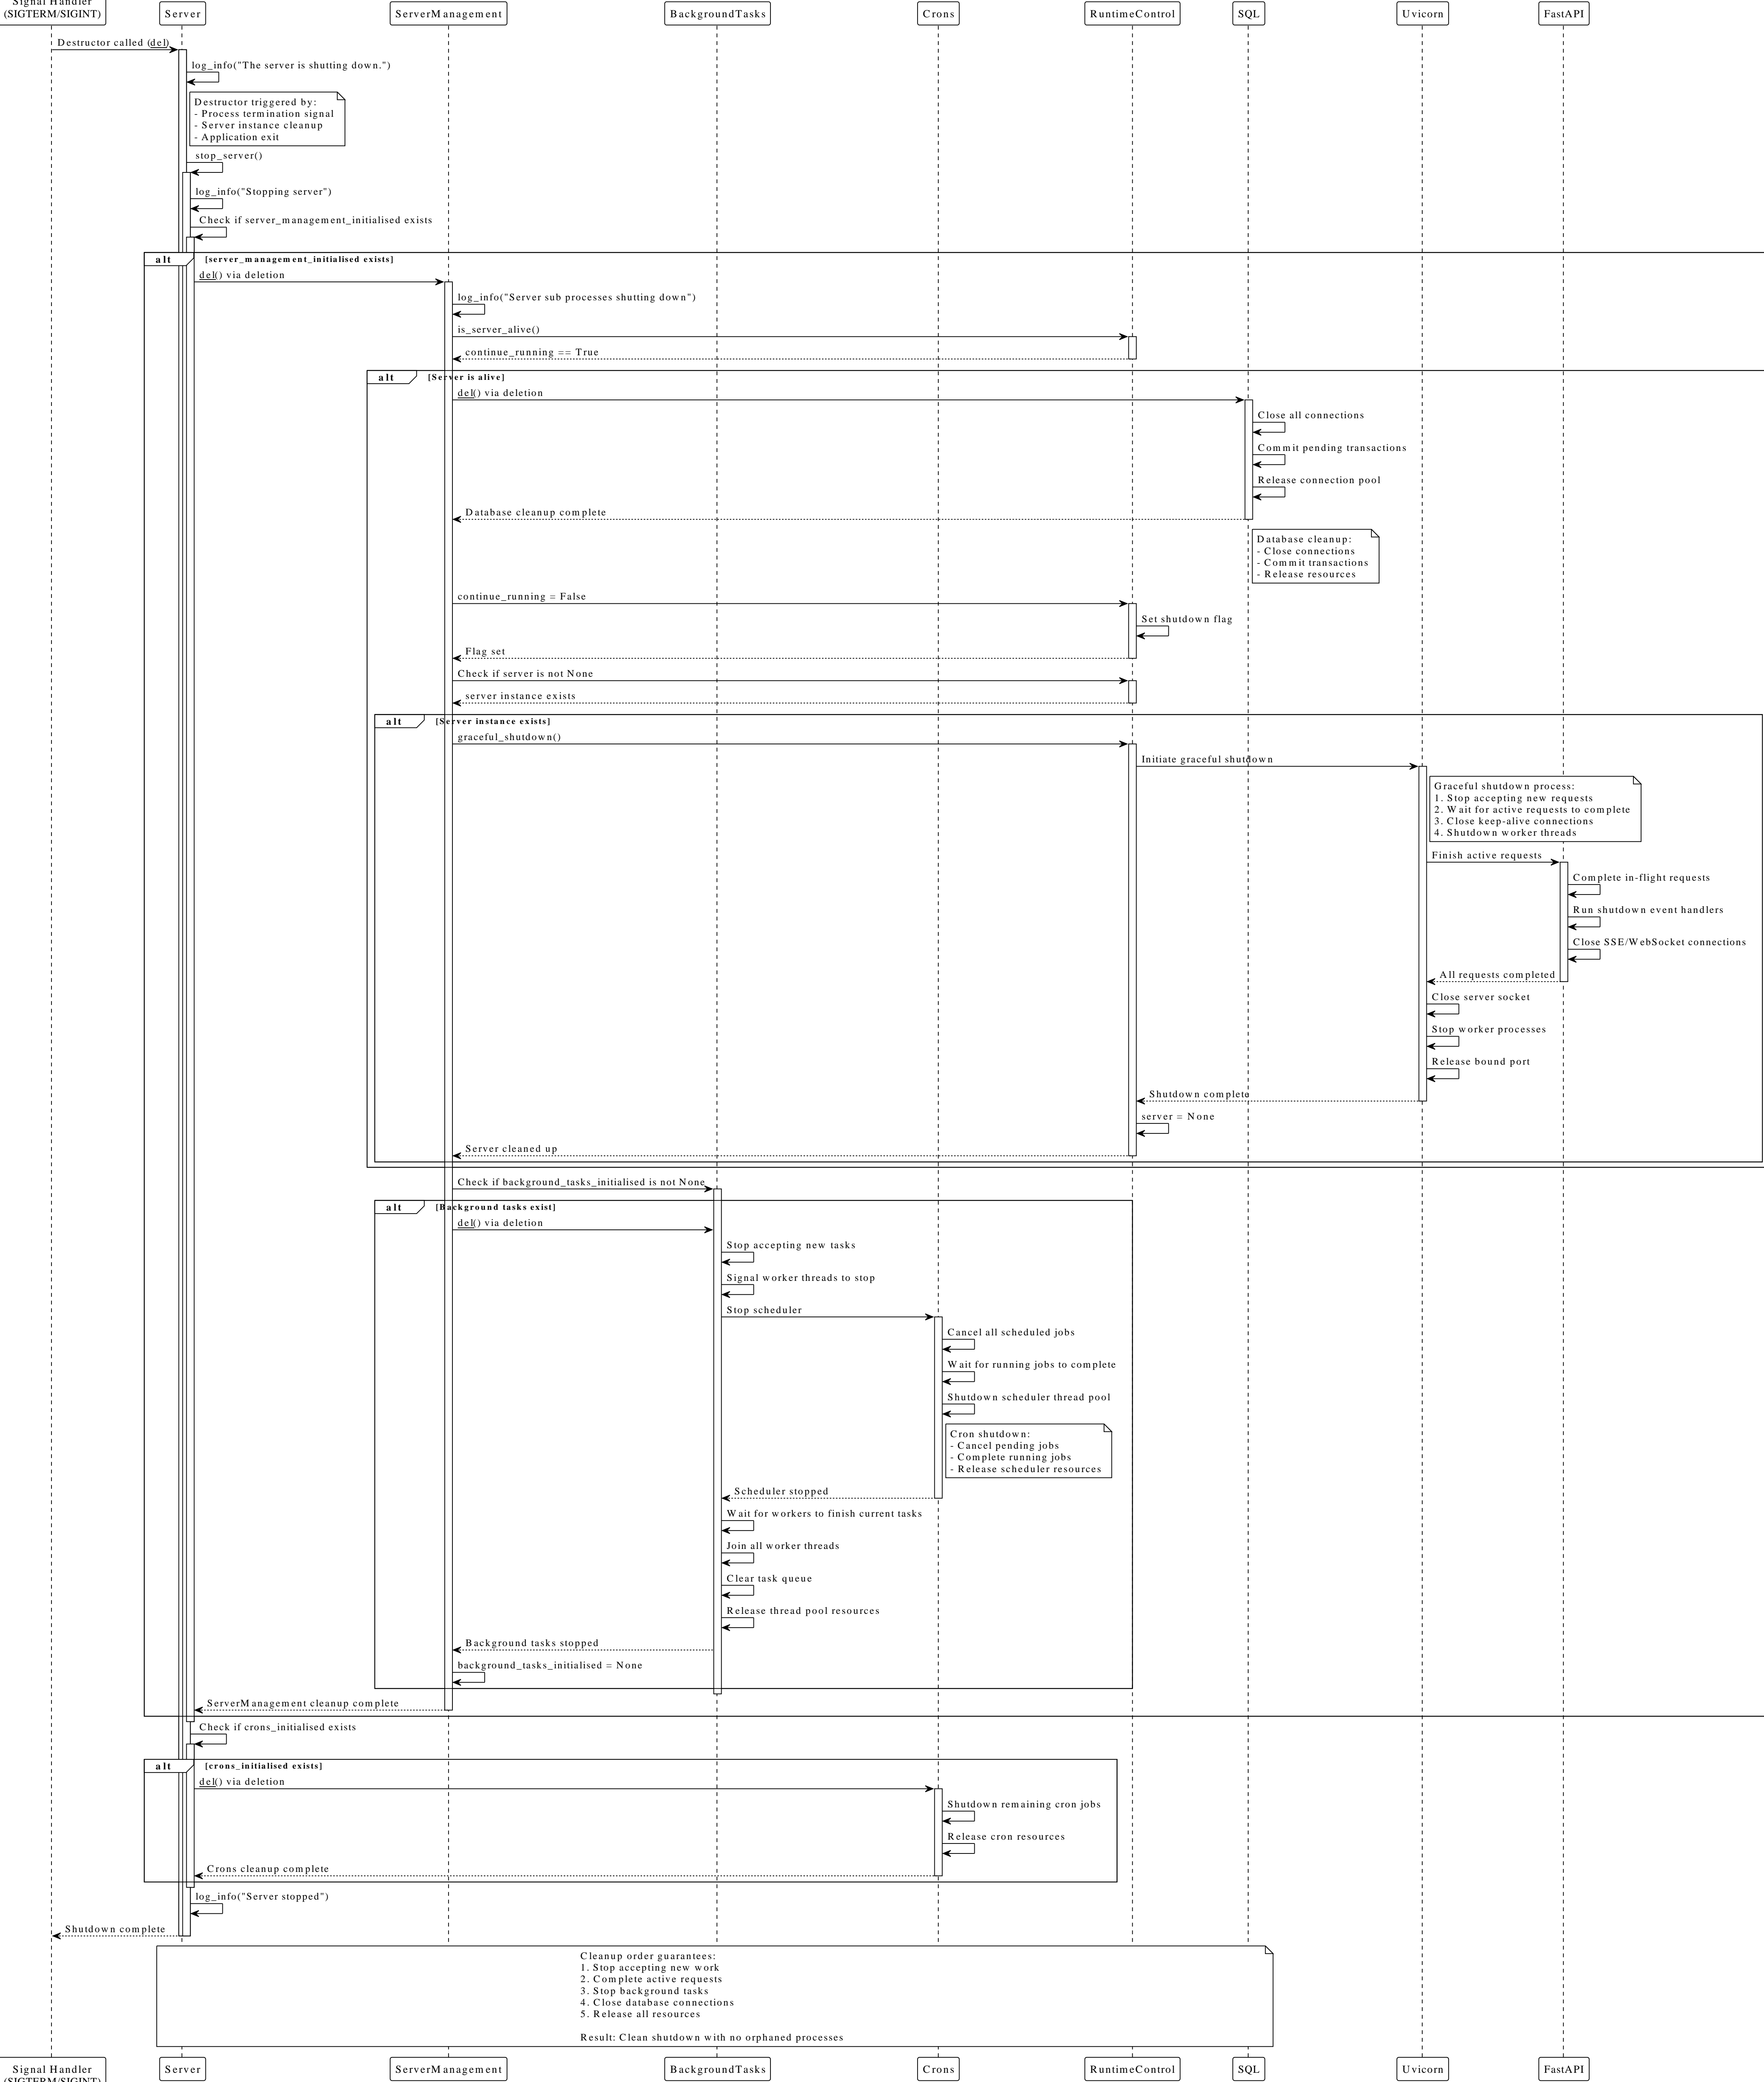 Signal Handler
(SIGTERM/SIGINT)
Server
ServerManagement
BackgroundTasks
Crons
RuntimeControl
SQL
Uvicorn
FastAPI
Destructor called (del)
log_info("The server is shutting down.")
Destructor triggered by:
- Process termination signal
- Server instance cleanup
- Application exit
stop_server()
log_info("Stopping server")
Check if server_management_initialised exists
alt
[server_management_initialised exists]
del() via deletion
log_info("Server sub processes shutting down")
is_server_alive()
continue_running == True
alt
[Server is alive]
del() via deletion
Close all connections
Commit pending transactions
Release connection pool
Database cleanup complete
Database cleanup:
- Close connections
- Commit transactions
- Release resources
continue_running = False
Set shutdown flag
Flag set
Check if server is not None
server instance exists
alt
[Server instance exists]
graceful_shutdown()
Initiate graceful shutdown
Graceful shutdown process:
1. Stop accepting new requests
2. Wait for active requests to complete
3. Close keep-alive connections
4. Shutdown worker threads
Finish active requests
Complete in-flight requests
Run shutdown event handlers
Close SSE/WebSocket connections
All requests completed
Close server socket
Stop worker processes
Release bound port
Shutdown complete
server = None
Server cleaned up
Check if background_tasks_initialised is not None
alt
[Background tasks exist]
del() via deletion
Stop accepting new tasks
Signal worker threads to stop
Stop scheduler
Cancel all scheduled jobs
Wait for running jobs to complete
Shutdown scheduler thread pool
Cron shutdown:
- Cancel pending jobs
- Complete running jobs
- Release scheduler resources
Scheduler stopped
Wait for workers to finish current tasks
Join all worker threads
Clear task queue
Release thread pool resources
Background tasks stopped
background_tasks_initialised = None
ServerManagement cleanup complete
Check if crons_initialised exists
alt
[crons_initialised exists]
del() via deletion
Shutdown remaining cron jobs
Release cron resources
Crons cleanup complete
log_info("Server stopped")
Shutdown complete
Cleanup order guarantees:
1. Stop accepting new work
2. Complete active requests
3. Stop background tasks
4. Close database connections
5. Release all resources
Result: Clean shutdown with no orphaned processes
Signal Handler
(SIGTERM/SIGINT)
Server
ServerManagement
BackgroundTasks
Crons
RuntimeControl
SQL
Uvicorn
FastAPI